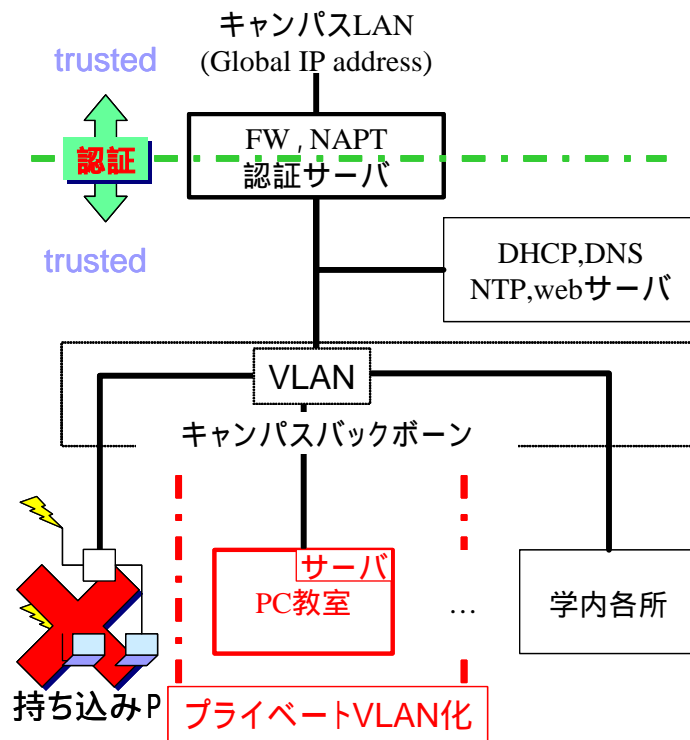 キャンパスLAN
(Global IP address)
trusted
認証
FW , NAPT
認証サーバ
trusted
DHCP,DNS
NTP,webサーバ
VLAN
キャンパスバックボーン
サーバ
PC教室
…
学内各所
持ち込みP
プライベートVLAN化